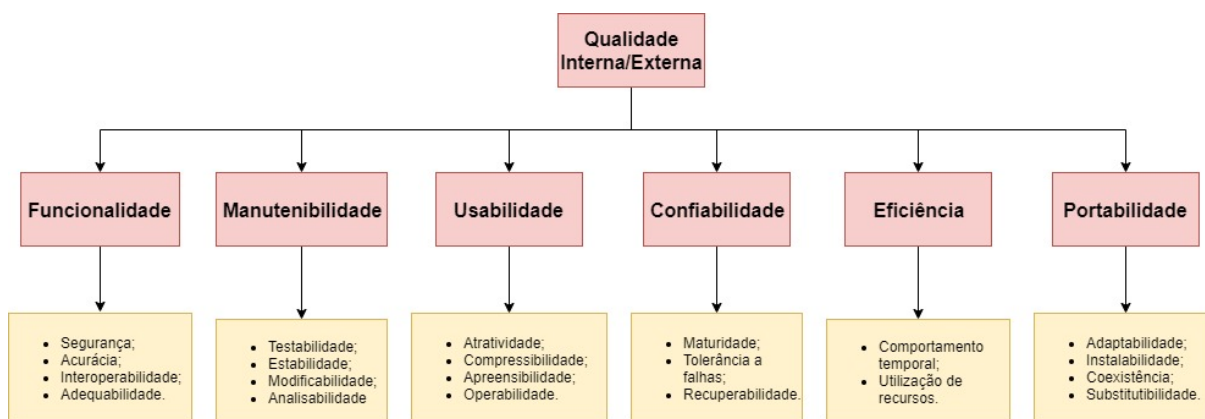 Qualidade
Interna/Externa
Funcionalidade
Manutenibilidade
Usabilidade
Confiabilidade
Eficiência
Portabilidade
Segurança;
Acurácia;
Interoperabilidade;
Adequabilidade.
Testabilidade;
Estabilidade;
Modificabilidade;
Analisabilidade
Atratividade;
Compressibilidade;
Apreensibilidade;
Operabilidade.
Maturidade;
Tolerância a
falhas;
Recuperabilidade.
Comportamento
temporal;
Utilização de
recursos.
Adaptabilidade;
Instalabilidade;
Coexistência;
Substitutibilidade.